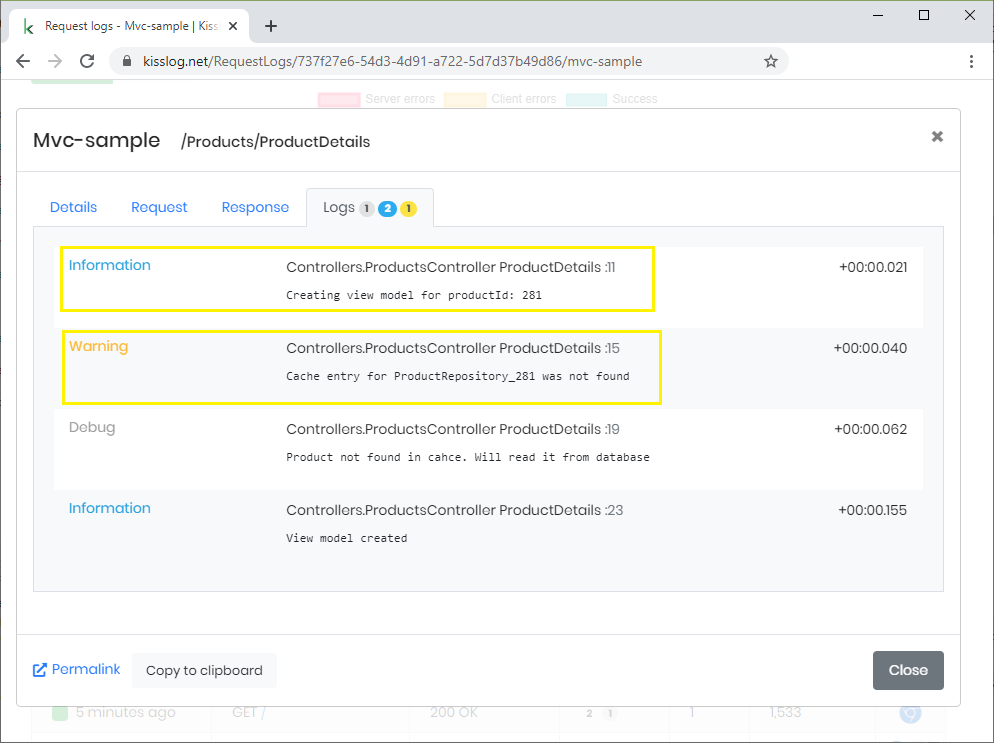 Request logs - Mvc-sample | Kiss
kisslog.net/RequestLogs/737f27e6-54d3-4d91-a722-5d7d37b49d86/mvc-sample
Server errors Client errors Success
Mvc-sample /Products/ProductDetails
Details Request Response Logs 1 2 1
Information Controllers.ProductsController ProductDetails :11 +00:00.021
Creating view model for productId: 281
Warning Controllers.ProductsController ProductDetails :15 +00:00.040
Cache entry for ProductRepository_281 was not found
Debug Controllers.ProductsController ProductDetails :19 +00:00.062
Product not found in cahce. Will read it from database
Information Controllers.ProductsController ProductDetails :23 +00:00.155
View model created
Permalink Copy to clipboard Close
5 minutes ago GET / 200 OK 2 1 1 1,533